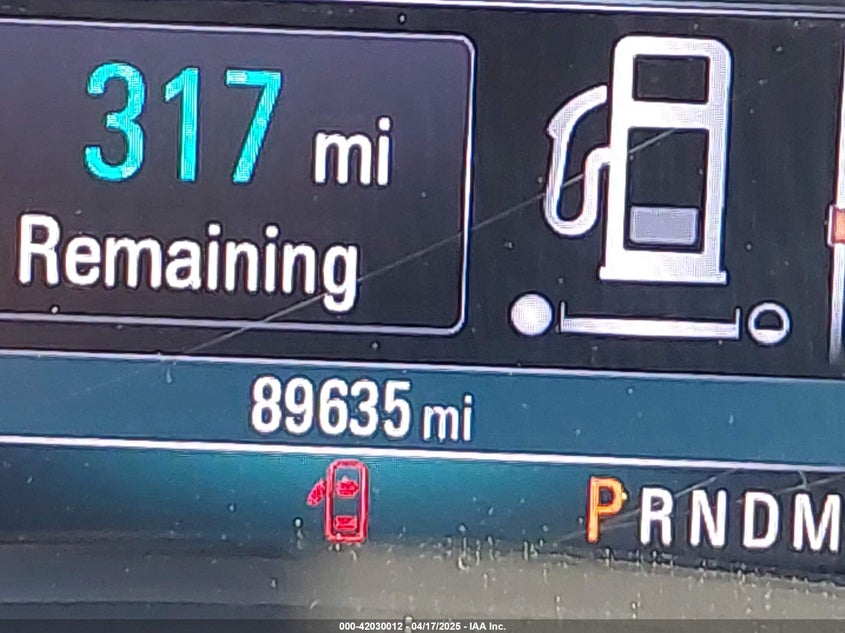 317 mi
Remaining
89635 mi
PRNDM
000-42030012 - 04/17/2025 - IAA Inc.